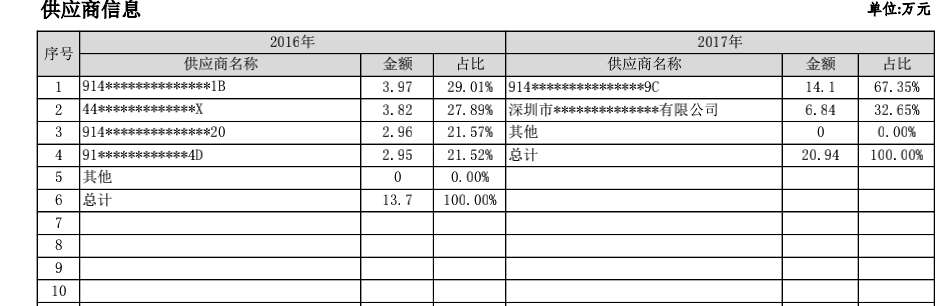 供应商信息 单位:万元
序号 2016年 2017年
供应商名称 金额 占比 供应商名称 金额 占比
1 914**************1B 3.97 29.01% 914***************9C 14.1 67.35%
2 44*************X 3.82 27.89% 深圳市**************有限公司 6.84 32.65%
3 914**************20 2.96 21.57% 其他 0 0.00%
4 91************4D 2.95 21.52% 总计 20.94 100.00%
5 其他 0 0.00%
6 总计 13.7 100.00%
7
8
9
10